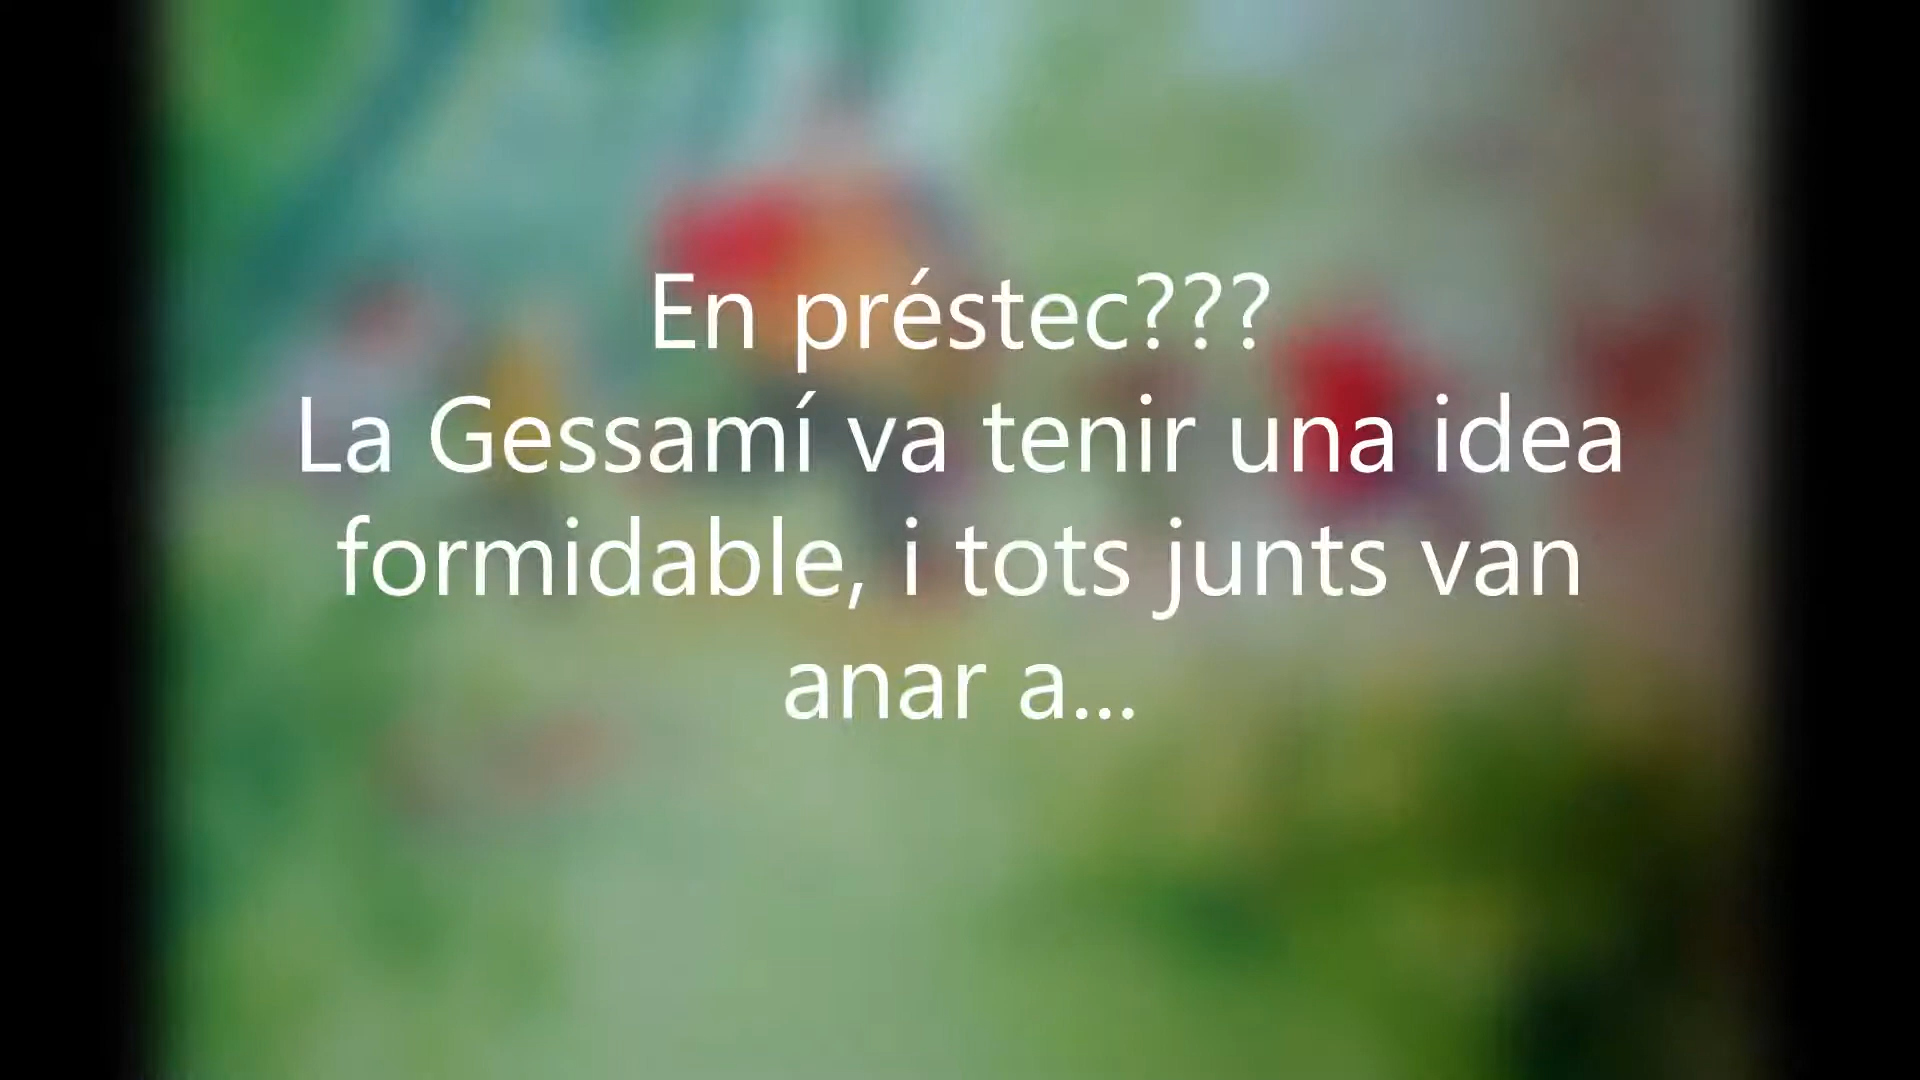 En préstec???
La Gessamí va tenir una idea
formidable, i tots junts van
anar a...